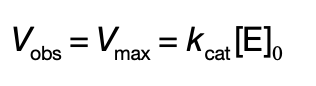 V_obs = V_max = k_cat [E]_0